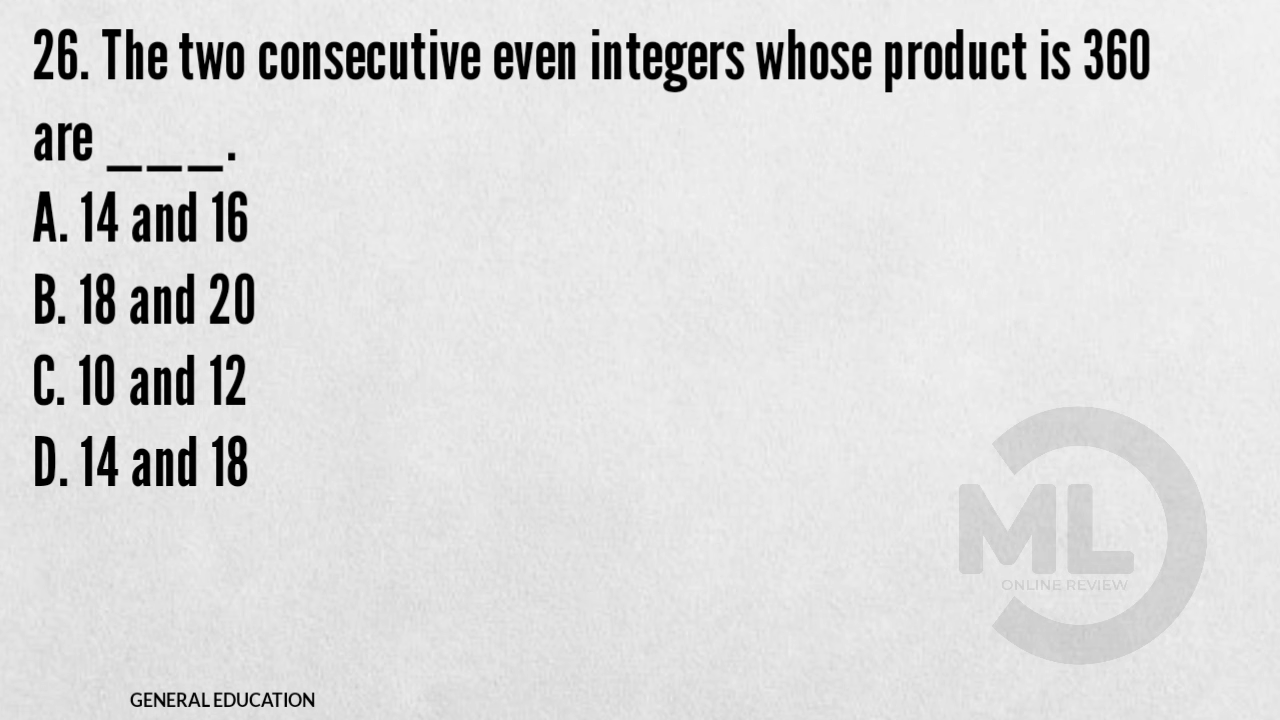 26. The two consecutive even integers whose product is 360
are ___.
A. 14 and 16
B. 18 and 20
C. 10 and 12
D. 14 and 18
ML
ONLINE REVIEW
GENERAL EDUCATION